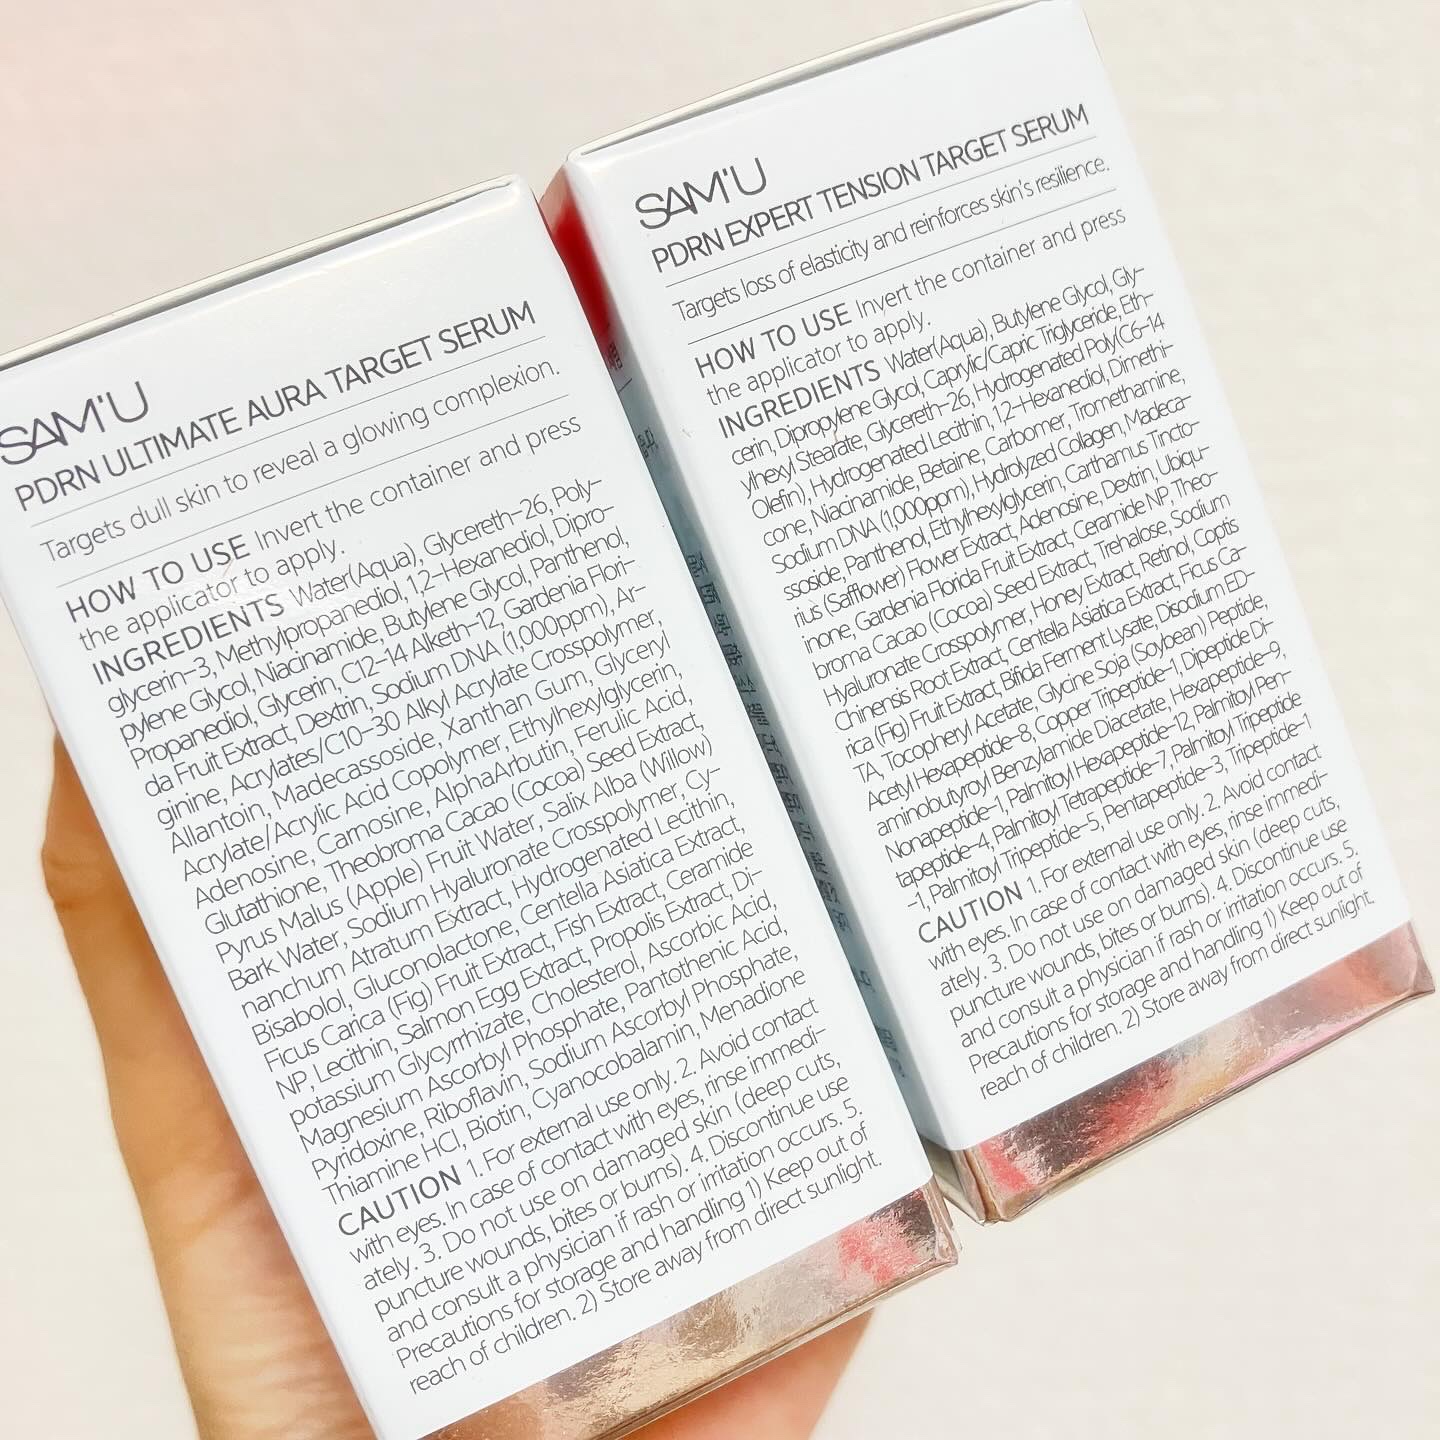 SAM'U
PDRN ULTIMATE AURA TARGET SERUM
Targets dull skin to reveal a glowing complexion.
HOW TO USE Invert the container and press
the applicator to apply.
INGREDIENTS Water(Aqua), Glycereth-26, Poly-
glycerin-3, Methylpropanediol, 1,2-Hexanediol, Dipro-
pylene Glycol, Niacinamide, Butylene Glycol, Panthenol,
Propanediol, Glycerin, C12-14 Alketh-12, Gardenia Flori-
da Fruit Extract, Dextrin, Sodium DNA (1,000ppm), Ar-
ginine, Acrylates/C10-30 Alkyl Acrylate Crosspolymer,
Allantoin, Madecassoside, Xanthan Gum, Glyceryl
Acrylate/Acrylic Acid Copolymer, Ethylhexylglycerin,
Adenosine, Carnosine, AlphaArbutin, Ferulic Acid,
Glutathione, Theobroma Cacao (Cocoa) Seed Extract,
Pyrus Malus (Apple) Fruit Water, Salix Alba (Willow)
Bark Water, Sodium Hyaluronate Crosspolymer, Cy-
nanchum Atratum Extract, Hydrogenated Lecithin,
Bisabolol, Gluconolactone, Centella Asiatica Extract,
Ficus Carica (Fig) Fruit Extract, Fish Extract, Ceramide
NP, Lecithin, Salmon Egg Extract, Propolis Extract, Di-
potassium Glycyrrhizate, Cholesterol, Ascorbic Acid,
Magnesium Ascorbyl Phosphate, Pantothenic Acid,
Pyridoxine, Riboflavin, Sodium Ascorbyl Phosphate,
Thiamine HCl, Biotin, Cyanocobalamin, Menadione
CAUTION 1. For external use only. 2. Avoid contact
with eyes. In case of contact with eyes, rinse immedi-
ately. 3. Do not use on damaged skin (deep cuts,
puncture wounds, bites or burns). 4. Discontinue use
and consult a physician if rash or irritation occurs. 5.
Precautions for storage and handling 1) Keep out of
reach of children. 2) Store away from direct sunlight.
SAM'U
PDRN EXPERT TENSION TARGET SERUM
Targets loss of elasticity and reinforces skin's resilience.
HOW TO USE Invert the container and press
the applicator to apply.
INGREDIENTS Water(Aqua), Butylene Glycol, Gly-
cerin, Dipropylene Glycol, Caprylic/Capric Triglyceride, Eth-
ylhexyl Stearate, Glycereth-26, Hydrogenated Poly(C6-14
Olefin), Hydrogenated Lecithin, 1,2-Hexanediol, Dimethi-
cone, Niacinamide, Betaine, Carbomer, Tromethamine,
Sodium DNA (1,000ppm), Hydrolyzed Collagen, Madeca-
ssoside, Panthenol, Ethylhexylglycerin, Carthamus Tincto-
rius (Safflower) Flower Extract, Adenosine, Dextrin, Ubiqu-
inone, Gardenia Florida Fruit Extract, Ceramide NP, Theo-
broma Cacao (Cocoa) Seed Extract, Trehalose, Sodium
Hyaluronate Crosspolymer, Honey Extract, Retinol, Coptis
Chinensis Root Extract, Centella Asiatica Extract, Ficus Ca-
rica (Fig) Fruit Extract, Bifida Ferment Lysate, Disodium ED-
TA, Tocopheryl Acetate, Glycine Soja (Soybean) Peptide,
Acetyl Hexapeptide-8, Copper Tripeptide-1, Dipeptide Di-
aminobutyroyl Benzylamide Diacetate, Hexapeptide-9,
Nonapeptide-1, Palmitoyl Hexapeptide-12, Palmitoyl Pen-
tapeptide-4, Palmitoyl Tetrapeptide-7, Palmitoyl Tripeptide
-1, Palmitoyl Tripeptide-5, Pentapeptide-3, Tripeptide-1
CAUTION 1. For external use only. 2. Avoid contact
with eyes. In case of contact with eyes, rinse immedi-
ately. 3. Do not use on damaged skin (deep cuts,
puncture wounds, bites or burns). 4. Discontinue use
and consult a physician if rash or irritation occurs. 5.
Precautions for storage and handling 1) Keep out of
reach of children. 2) Store away from direct sunlight.